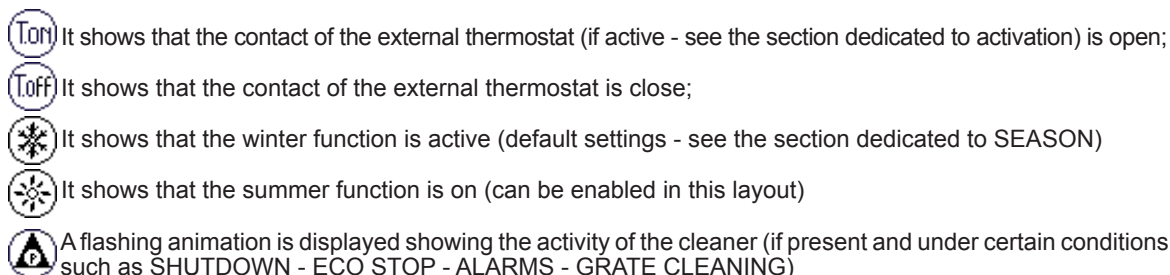 T.on It shows that the contact of the external thermostat (if active - see the section dedicated to activation) is open;
T.off It shows that the contact of the external thermostat is close;
It shows that the winter function is active (default settings - see the section dedicated to SEASON)
It shows that the summer function is on (can be enabled in this layout)
A flashing animation is displayed showing the activity of the cleaner (if present and under certain conditions
such as SHUTDOWN - ECO STOP - ALARMS - GRATE CLEANING)